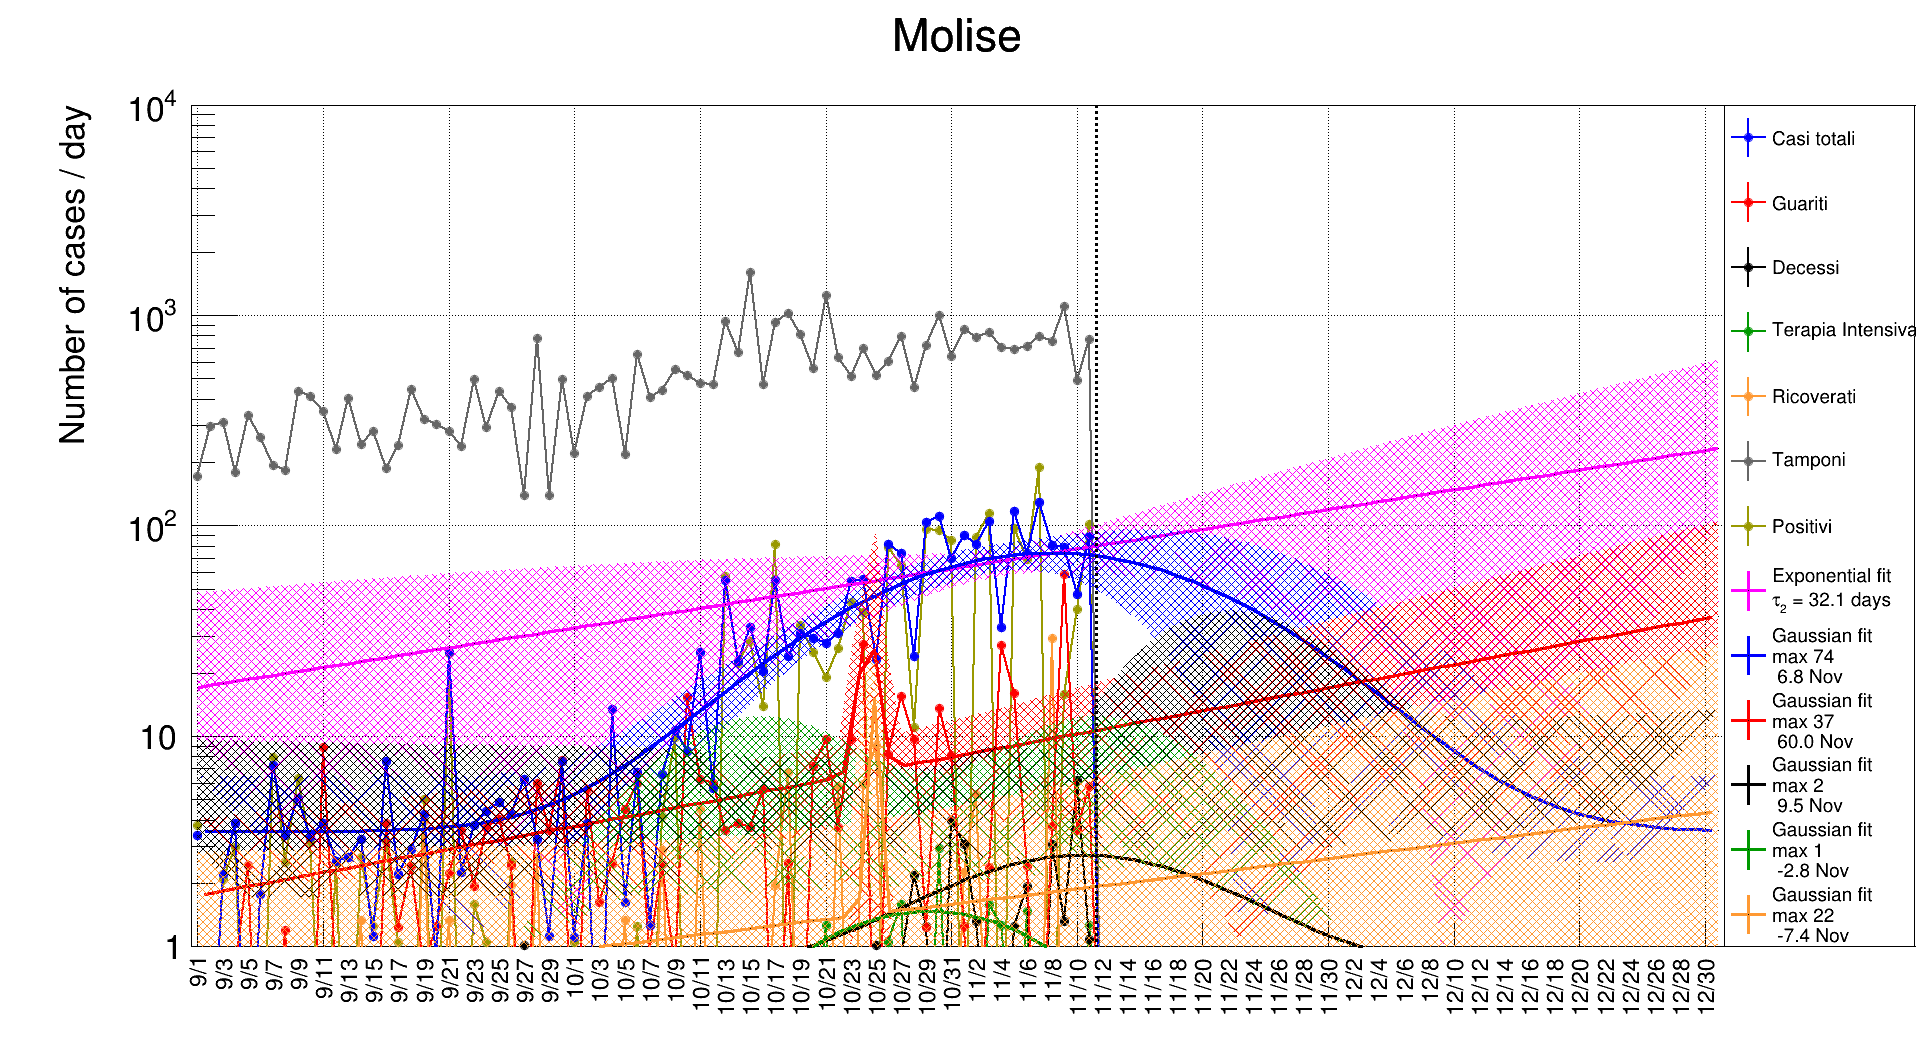 Molise
Number of cases / day
10^4
10^3
10^2
10
1
9/1 9/3 9/5 9/7 9/9 9/11 9/13 9/15 9/17 9/19 9/21 9/23 9/25 9/27 9/29 10/1 10/3 10/5 10/7 10/9 10/11 10/13 10/15 10/17 10/19 10/21 10/23 10/25 10/27 10/29 10/31 11/2 11/4 11/6 11/8 11/10 11/12 11/14 11/16 11/18 11/20 11/22 11/24 11/26 11/28 11/30 12/2 12/4 12/6 12/8 12/10 12/12 12/14 12/16 12/18 12/20 12/22 12/24 12/26 12/28 12/30
Casi totali
Guariti
Decessi
Terapia Intensiva
Ricoverati
Tamponi
Positivi
Exponential fit
τ₂ = 32.1 days
Gaussian fit
max 74
6.8 Nov
Gaussian fit
max 37
60.0 Nov
Gaussian fit
max 2
9.5 Nov
Gaussian fit
max 1
-2.8 Nov
Gaussian fit
max 22
-7.4 Nov